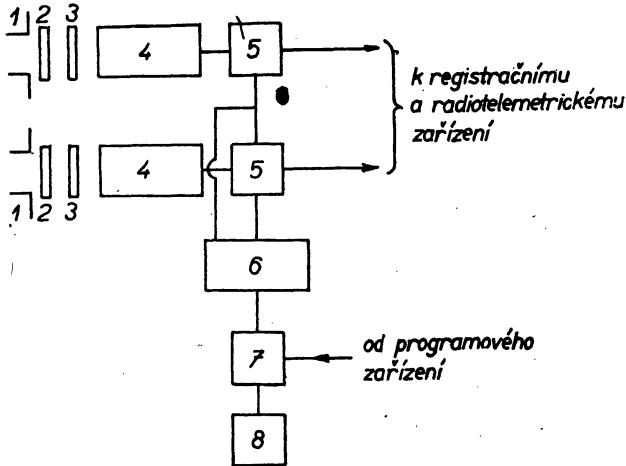 1 2 3
4
5
k registračnímu
a radiotelemetrickému
zařízení
4
5
1 2 3
6
7
od programového
zařízení
8